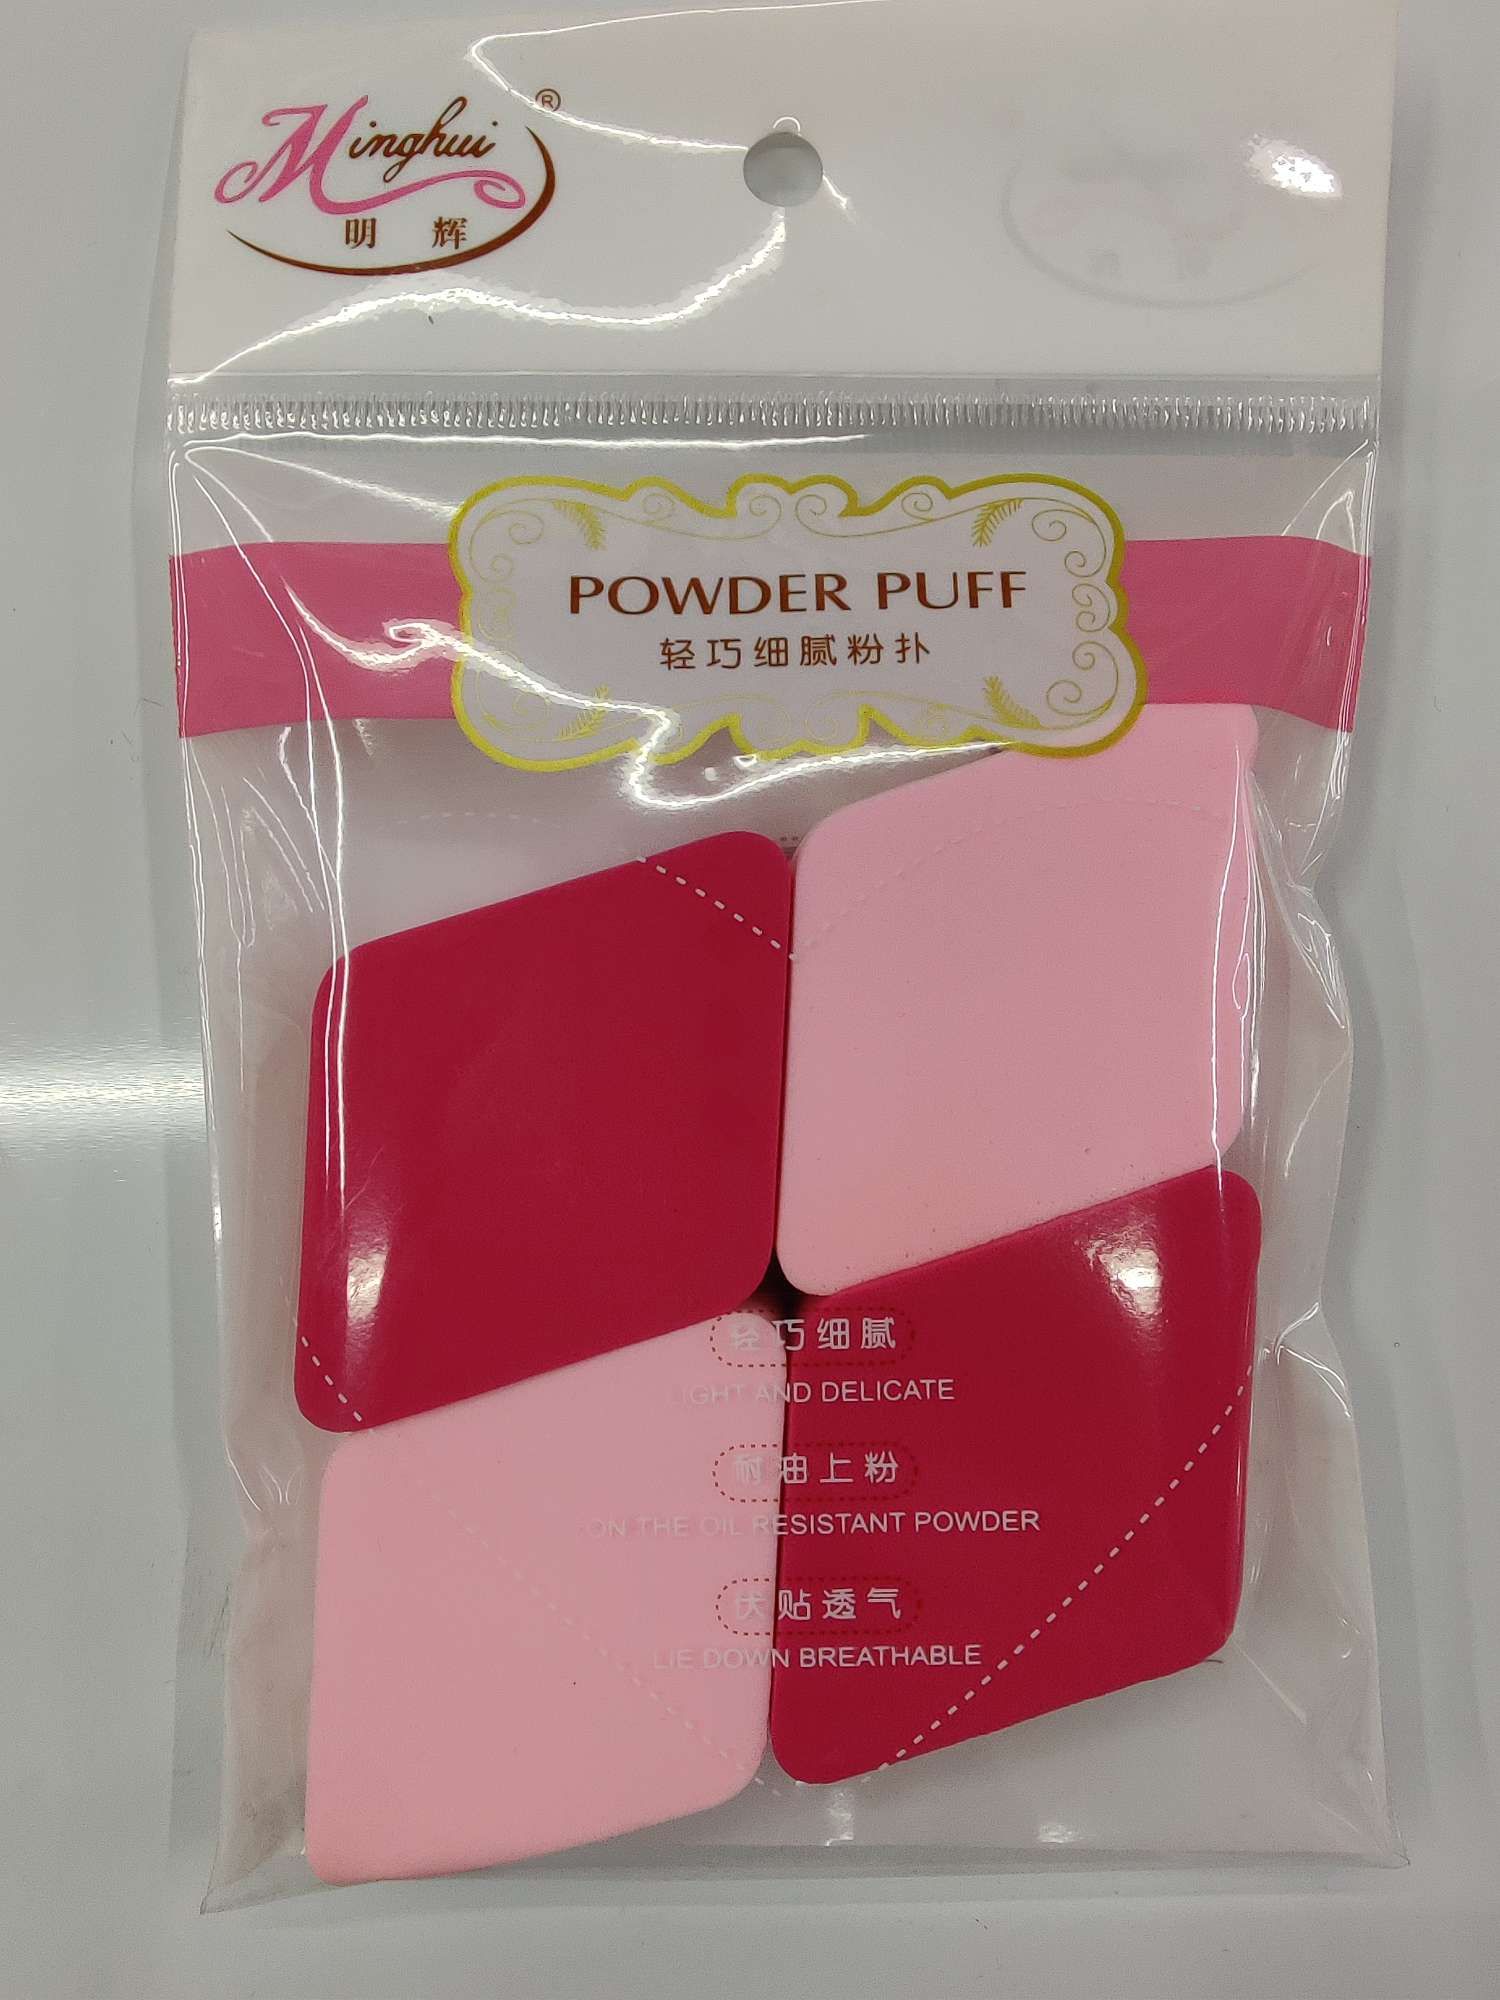 Minghui®
明 辉
POWDER PUFF
轻巧细腻粉扑
轻巧细腻
LIGHT AND DELICATE
耐油上粉
ON THE OIL RESISTANT POWDER
伏贴透气
LIE DOWN BREATHABLE